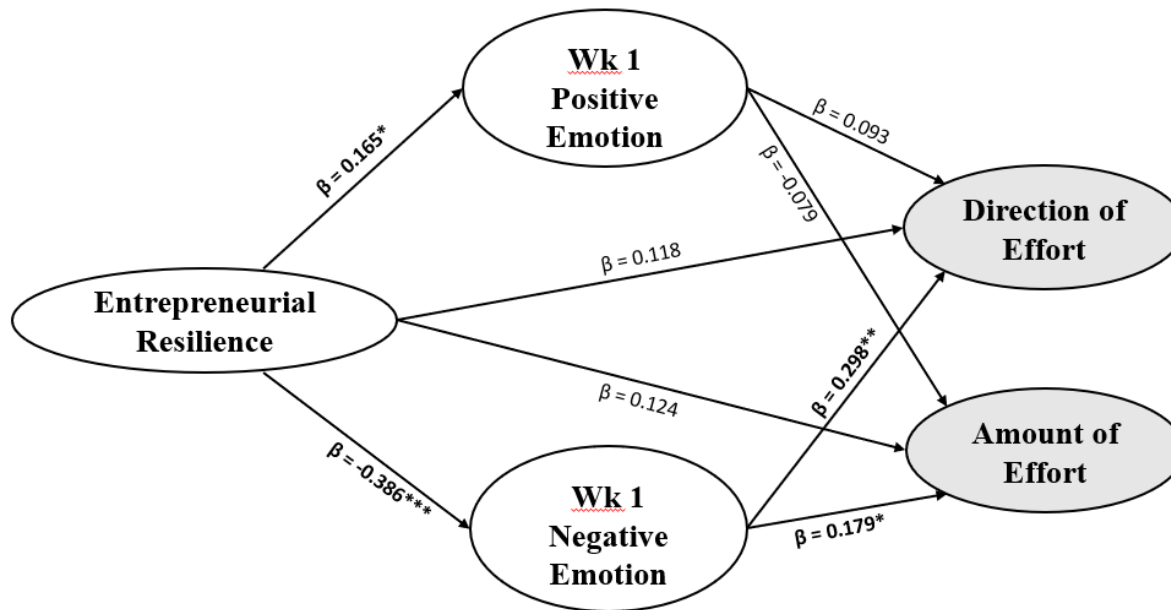 Wk 1
Positive
Emotion
β = 0.165*
β = 0.093
β = -0.079
Direction of
Effort
β = 0.118
Entrepreneurial
Resilience
β = 0.298**
β = 0.124
Amount of
Effort
β = -0.386***
Wk 1
Negative
Emotion
β = 0.179*